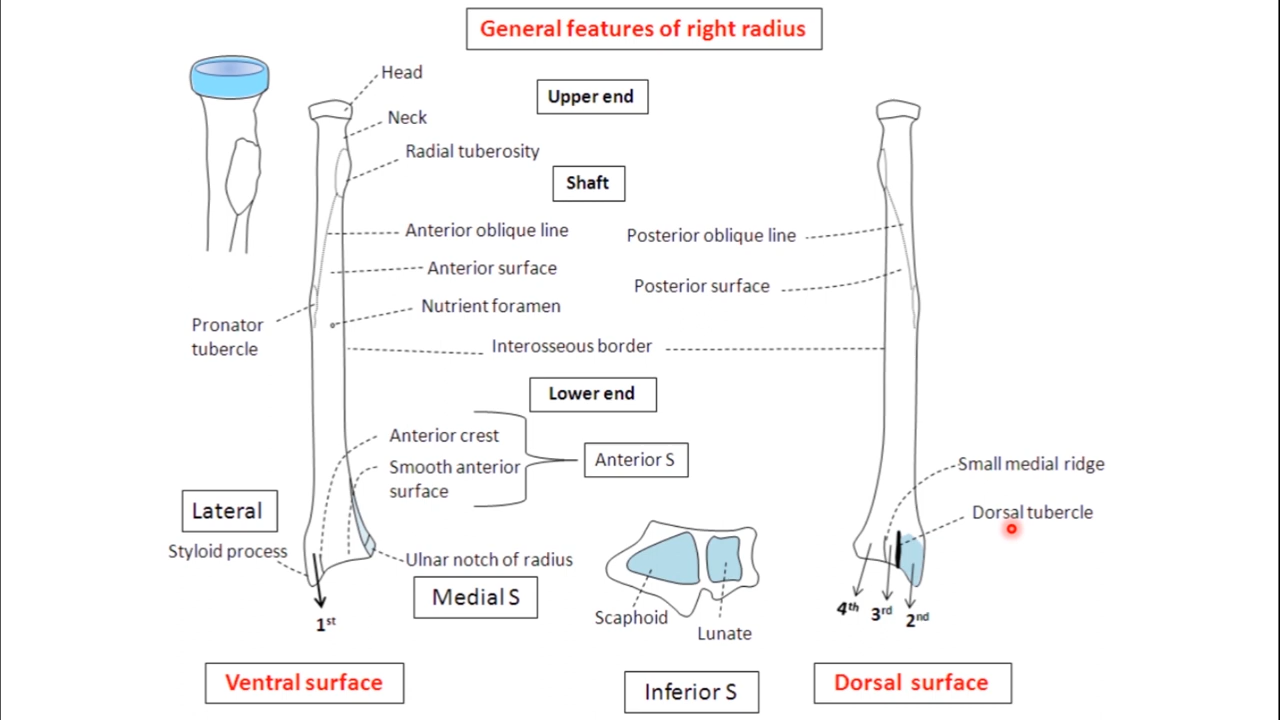 General features of right radius
Head
Upper end
Neck
Radial tuberosity
Shaft
Anterior oblique line
Posterior oblique line
Anterior surface
Posterior surface
Nutrient foramen
Pronator
tubercle
Interosseous border
Lower end
Anterior crest
Smooth anterior
surface
Anterior S
Small medial ridge
Lateral
Dorsal tubercle
Styloid process
Ulnar notch of radius
Medial S
Scaphoid
Lunate
1st
4th
3rd
2nd
Ventral surface
Inferior S
Dorsal surface